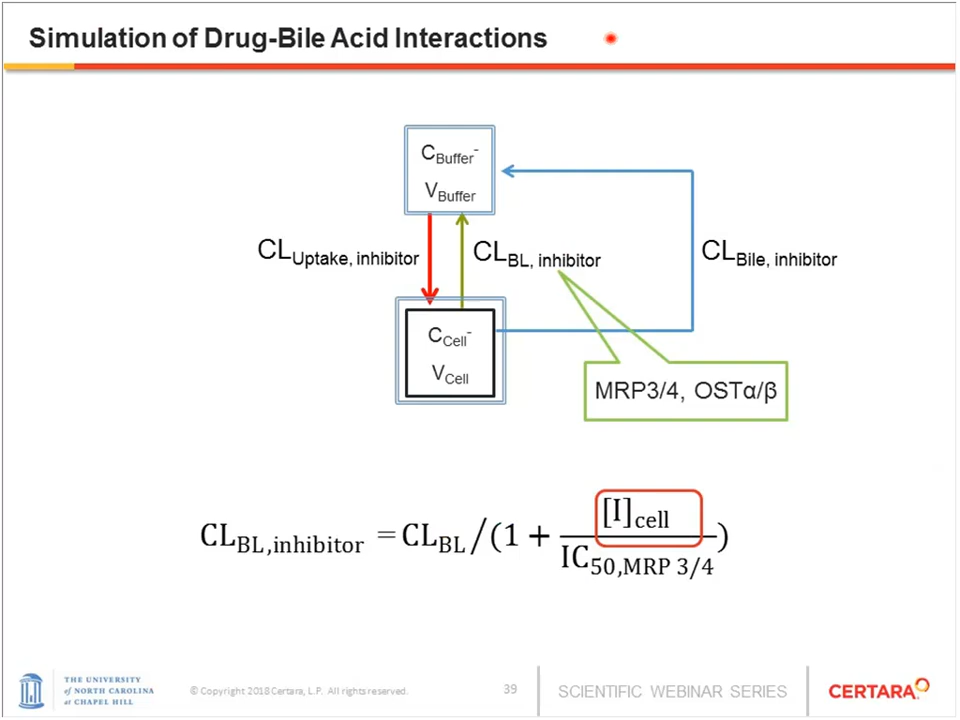 Simulation of Drug-Bile Acid Interactions
C_Buffer-
V_Buffer
CL_Uptake, inhibitor
CL_BL, inhibitor
CL_Bile, inhibitor
C_Cell-
V_Cell
MRP3/4, OSTα/β
CL_BL,inhibitor = CL_BL/(1 + [I]_cell / IC_50,MRP 3/4)
THE UNIVERSITY
of NORTH CAROLINA
at CHAPEL HILL
© Copyright 2018 Certara, L.P. All rights reserved.
39
SCIENTIFIC WEBINAR SERIES
CERTARA